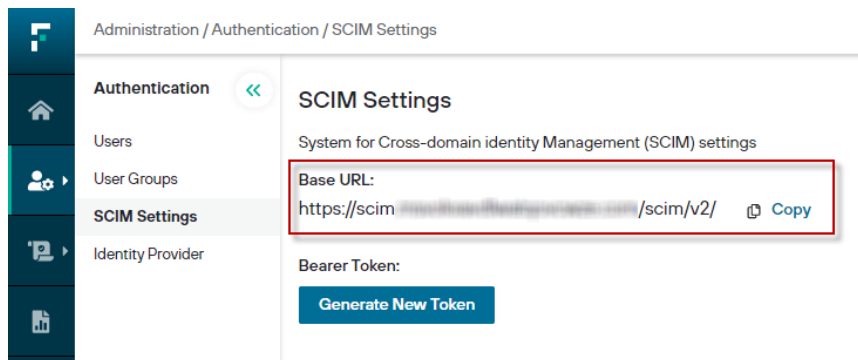 Administration / Authentication / SCIM Settings
Authentication
Users
User Groups
SCIM Settings
Identity Provider
SCIM Settings
System for Cross-domain identity Management (SCIM) settings
Base URL:
https://scim /scim/v2/ Copy
Bearer Token:
Generate New Token